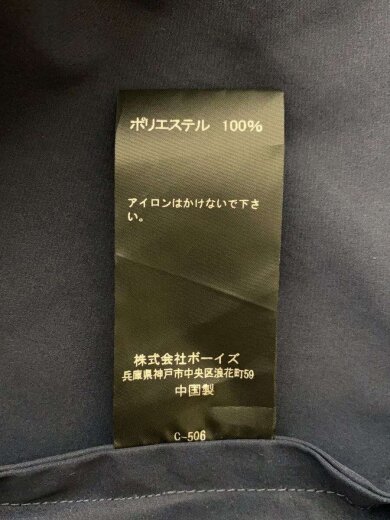 ポリエステル 100%
アイロンはかけないで下さ
い。
株式会社ボーイズ
兵庫県神戸市中央区浪花町59
中国製
C-506